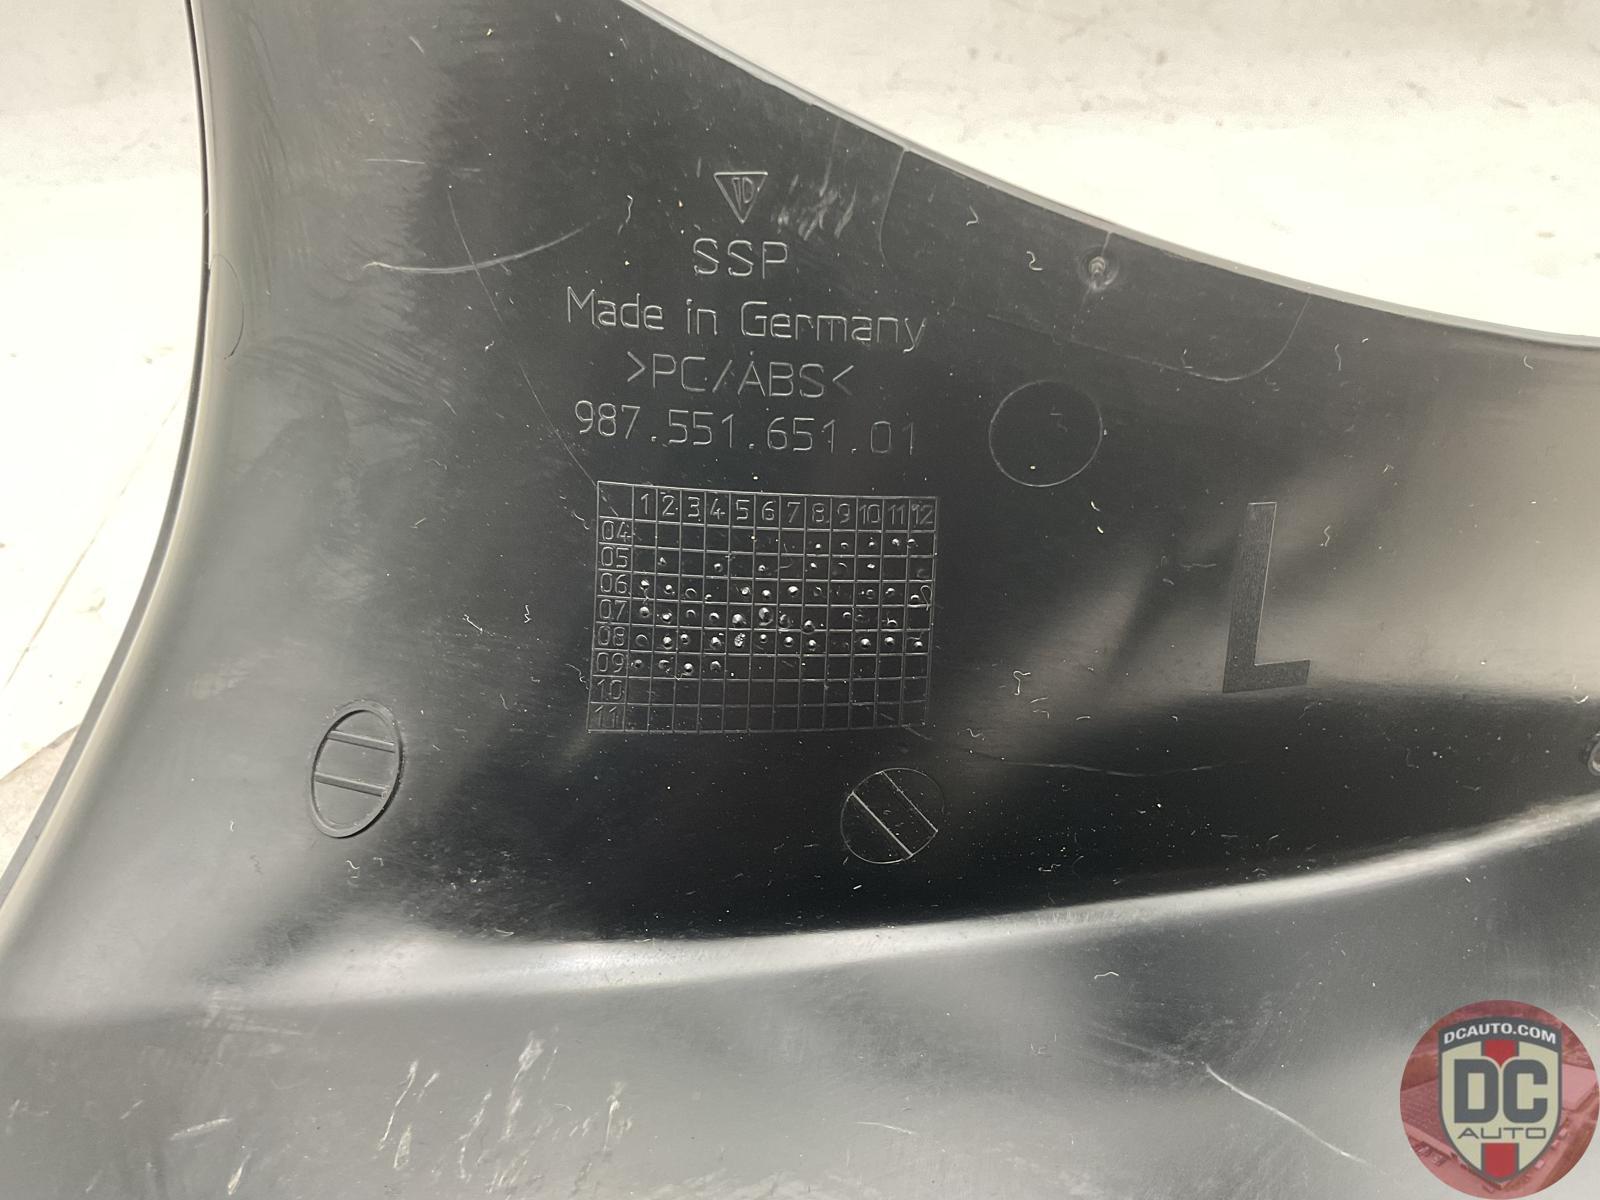 SSP
Made in Germany
>PC/ABS<
987.551.651.01
1 2 3 4 5 6 7 8 9 10 11 12
04
05
06
07
08
09
10
11
L
DCAUTO.COM
DC
AUTO